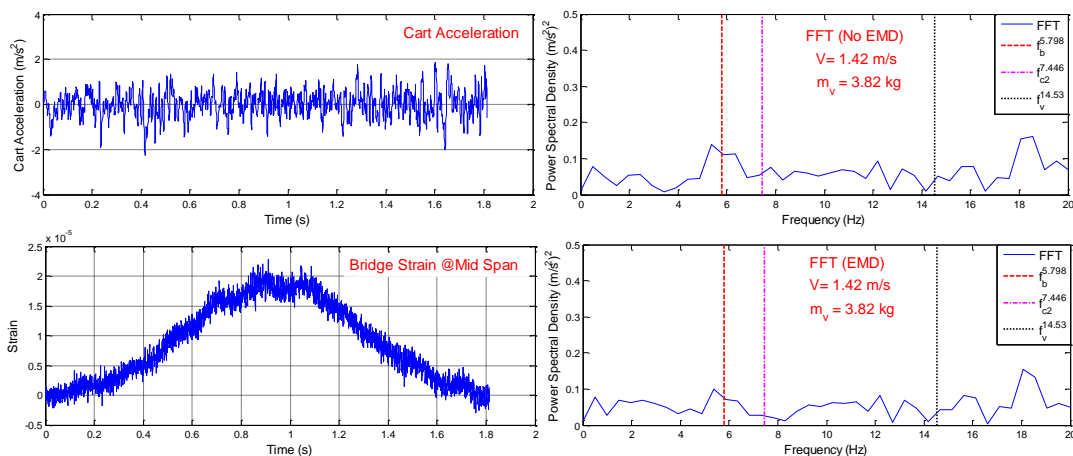 4
2
0
-2
-4
Cart Acceleration (m/s²)
Cart Acceleration
0
0.2
0.4
0.6
0.8
1
1.2
1.4
1.6
1.8
2
Time (s)
0.5
0.4
0.3
0.2
0.1
0
Power Spectral Density (m/s²)²
FFT (No EMD)
V= 1.42 m/s
m_v = 3.82 kg
FFT
f_b^5.798
f_c2^7.446
f_v^14.53
0
2
4
6
8
10
12
14
16
18
20
Frequency (Hz)
x 10⁻⁵
2.5
2
1.5
1
0.5
0
-0.5
Strain
Bridge Strain @Mid Span
0
0.2
0.4
0.6
0.8
1
1.2
1.4
1.6
1.8
2
Time (s)
0.5
0.4
0.3
0.2
0.1
0
Power Spectral Density (m/s²)²
FFT (EMD)
V= 1.42 m/s
m_v = 3.82 kg
FFT
f_b^5.798
f_c2^7.446
f_v^14.53
0
2
4
6
8
10
12
14
16
18
20
Frequency (Hz)